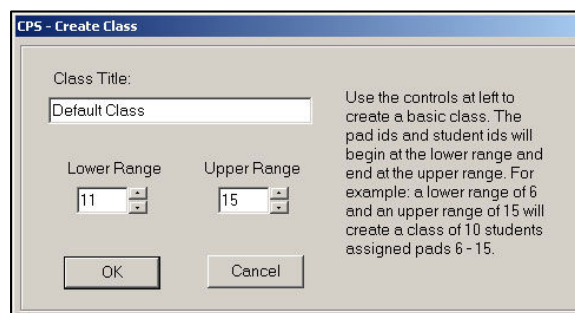 CPS - Create Class
Class Title:
Default Class
Lower Range Upper Range
11 15
OK Cancel
Use the controls at left to
create a basic class. The
pad ids and student ids will
begin at the lower range and
end at the upper range. For
example: a lower range of 6
and an upper range of 15 will
create a class of 10 students
assigned pads 6 - 15.